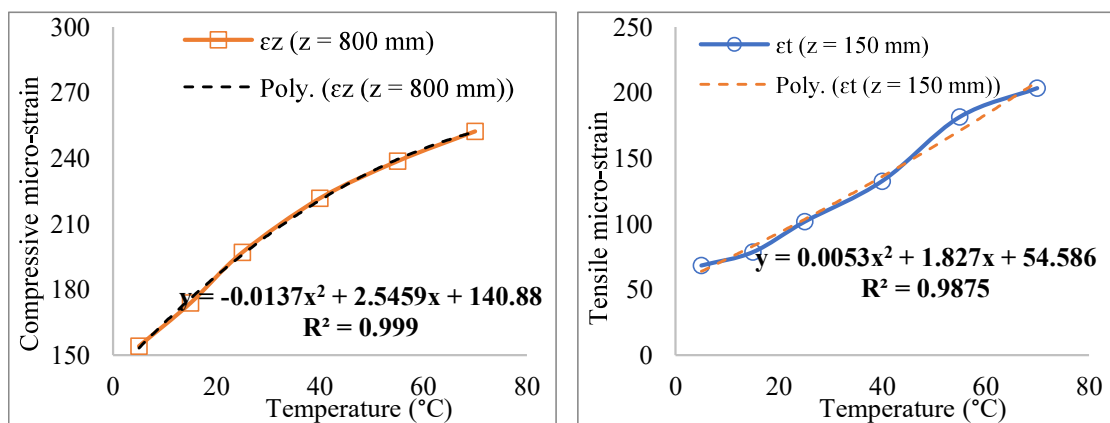 300
270
240
210
180
150
Compressive micro-strain
εz (z = 800 mm)
Poly. (εz (z = 800 mm))
y = -0.0137x² + 2.5459x + 140.88
R² = 0.999
0 20 40 60 80
Temperature (°C)
250
200
150
100
50
0
Tensile micro-strain
εt (z = 150 mm)
Poly. (εt (z = 150 mm))
y = 0.0053x² + 1.827x + 54.586
R² = 0.9875
0 20 40 60 80
Temperature (°C)